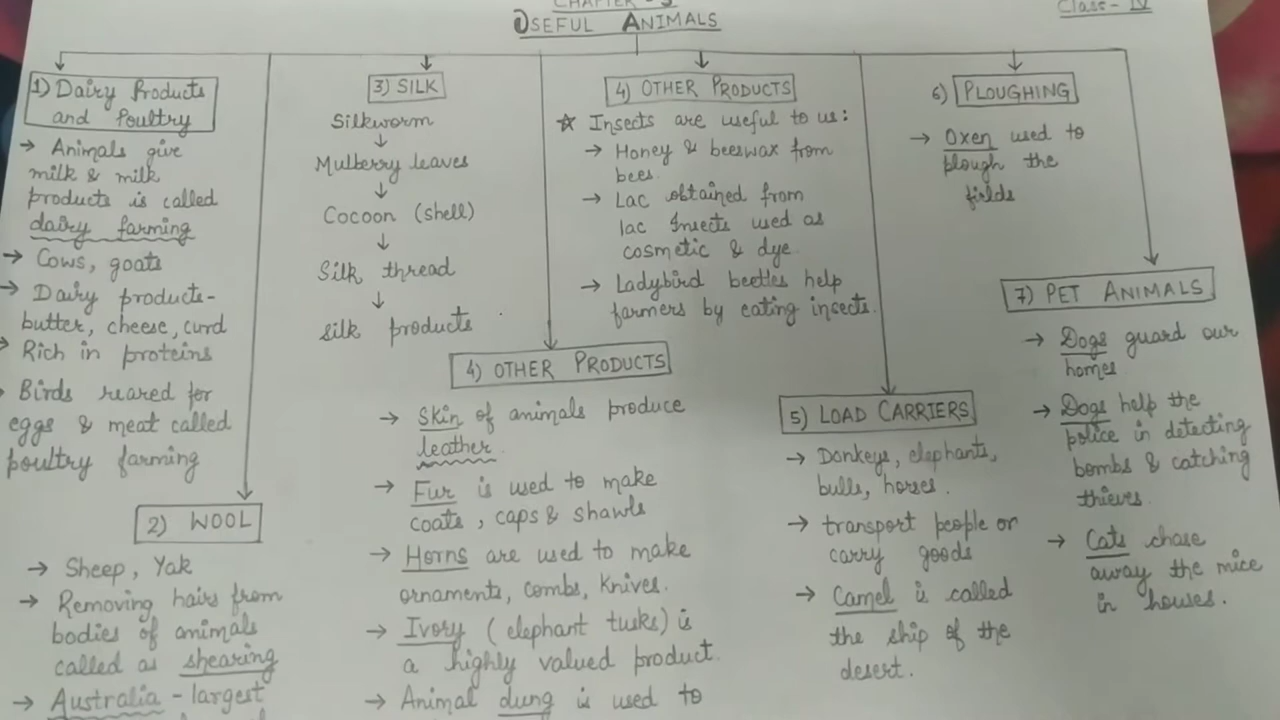 CHAPTER - 3
USEFUL ANIMALS
Class- IV
1) Dairy Products
and Poultry
→ Animals give
milk & milk
products is called
dairy farming
→ Cows, goats
→ Dairy products-
butter, cheese, curd
→ Rich in proteins
→ Birds reared for
eggs & meat called
poultry farming
2) WOOL
→ Sheep, Yak
→ Removing hairs from
bodies of animals
called as shearing
→ Australia - largest
3) SILK
Silkworm
↓
Mulberry leaves
↓
Cocoon (shell)
↓
Silk thread
↓
silk products
4) OTHER PRODUCTS
→ Skin of animals produce
leather.
→ Fur is used to make
coats, caps & shawls
→ Horns are used to make
ornaments, combs, knives.
→ Ivory (elephant tusks) is
a highly valued product.
→ Animal dung is used to
4) OTHER PRODUCTS
☆ Insects are useful to us:
→ Honey & beeswax from
bees.
→ Lac obtained from
lac Insects used as
cosmetic & dye.
→ Ladybird beetles help
farmers by eating insects.
5) LOAD CARRIERS
→ Donkeys, elephants,
bulls, horses.
→ transport people or
carry goods
→ Camel is called
the ship of the
desert.
6) PLOUGHING
→ Oxen used to
plough the
fields
7) PET ANIMALS
→ Dogs guard our
homes.
→ Dogs help the
police in detecting
bombs & catching
thieves.
→ Cats chase
away the mice
in houses.